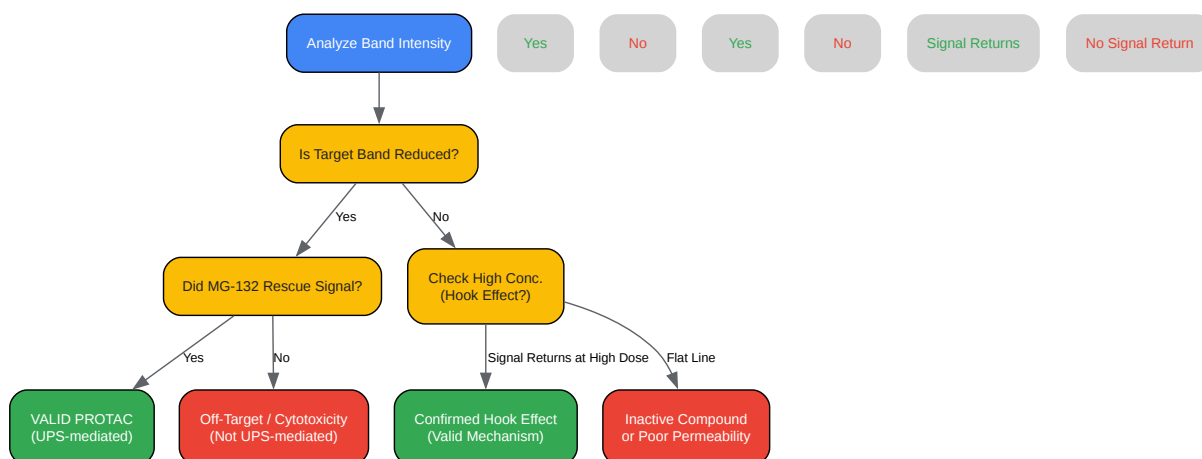 Analyze Band Intensity
Yes
No
Yes
No
Signal Returns
No Signal Return
Is Target Band Reduced?
Yes
No
Did MG-132 Rescue Signal?
Check High Conc.
(Hook Effect?)
Yes
No
Signal Returns at High Dose
Flat Line
VALID PROTAC
(UPS-mediated)
Off-Target / Cytotoxicity
(Not UPS-mediated)
Confirmed Hook Effect
(Valid Mechanism)
Inactive Compound
or Poor Permeability